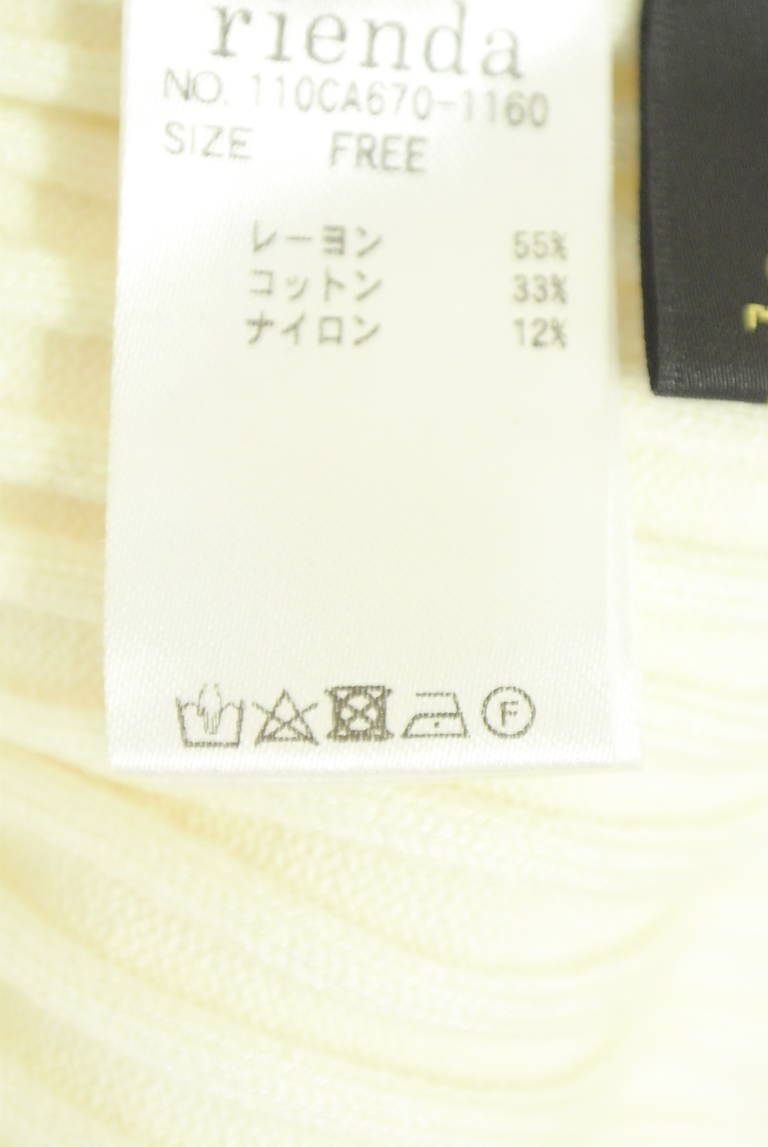 rienda
NO. 110CA670-1160
SIZE FREE
レーヨン 55%
コットン 33%
ナイロン 12%
F